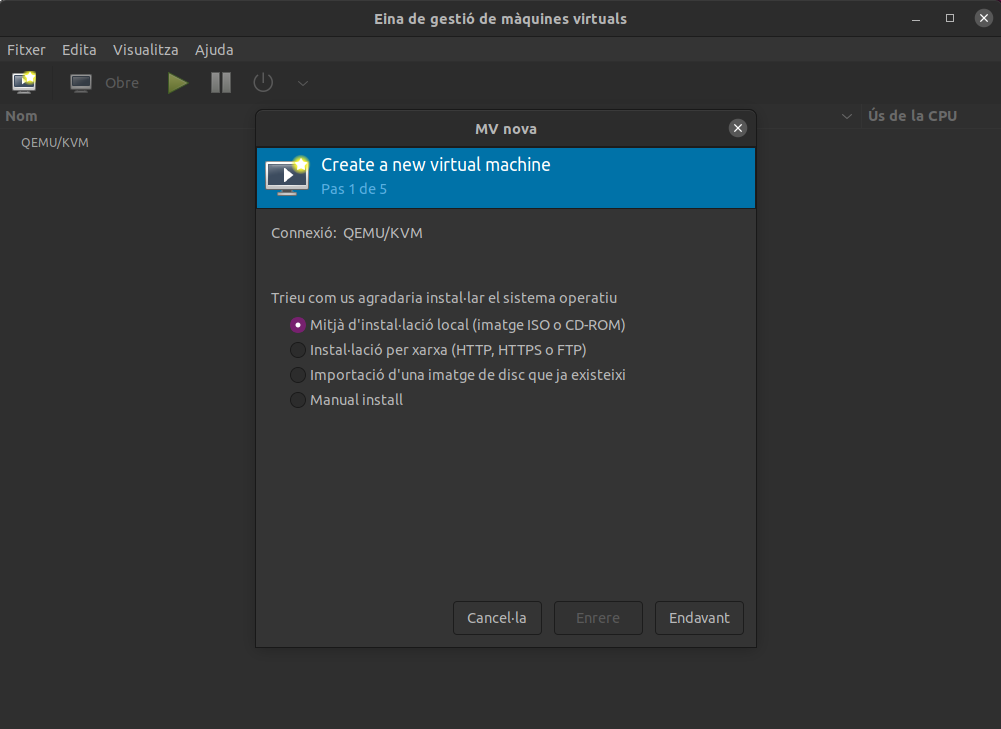 Eina de gestió de màquines virtuals
Fitxer Edita Visualitza Ajuda
Obre
Nom Ús de la CPU
QEMU/KVM
MV nova
Create a new virtual machine
Pas 1 de 5
Connexió: QEMU/KVM
Trieu com us agradaria instal·lar el sistema operatiu
Mitjà d'instal·lació local (imatge ISO o CD-ROM)
Instal·lació per xarxa (HTTP, HTTPS o FTP)
Importació d'una imatge de disc que ja existeixi
Manual install
Cancel·la Enrere Endavant